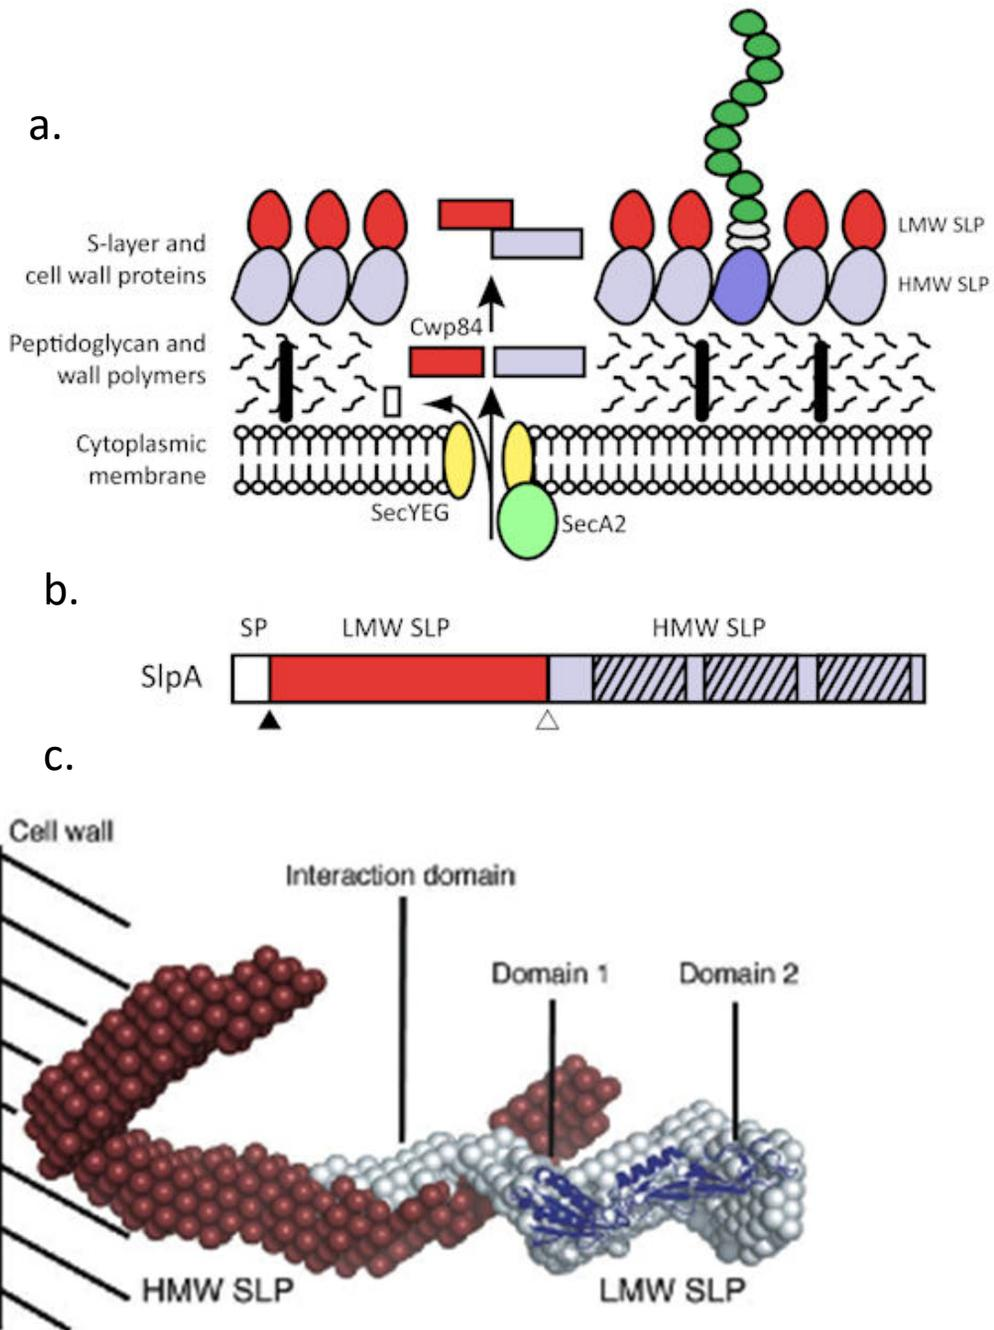 a.
S-layer and
cell wall proteins
LMW SLP
HMW SLP
Cwp84
Peptidoglycan and
wall polymers
Cytoplasmic
membrane
SecYEG
SecA2
b.
SP LMW SLP HMW SLP
SlpA
c.
Cell wall
Interaction domain
Domain 1 Domain 2
HMW SLP LMW SLP